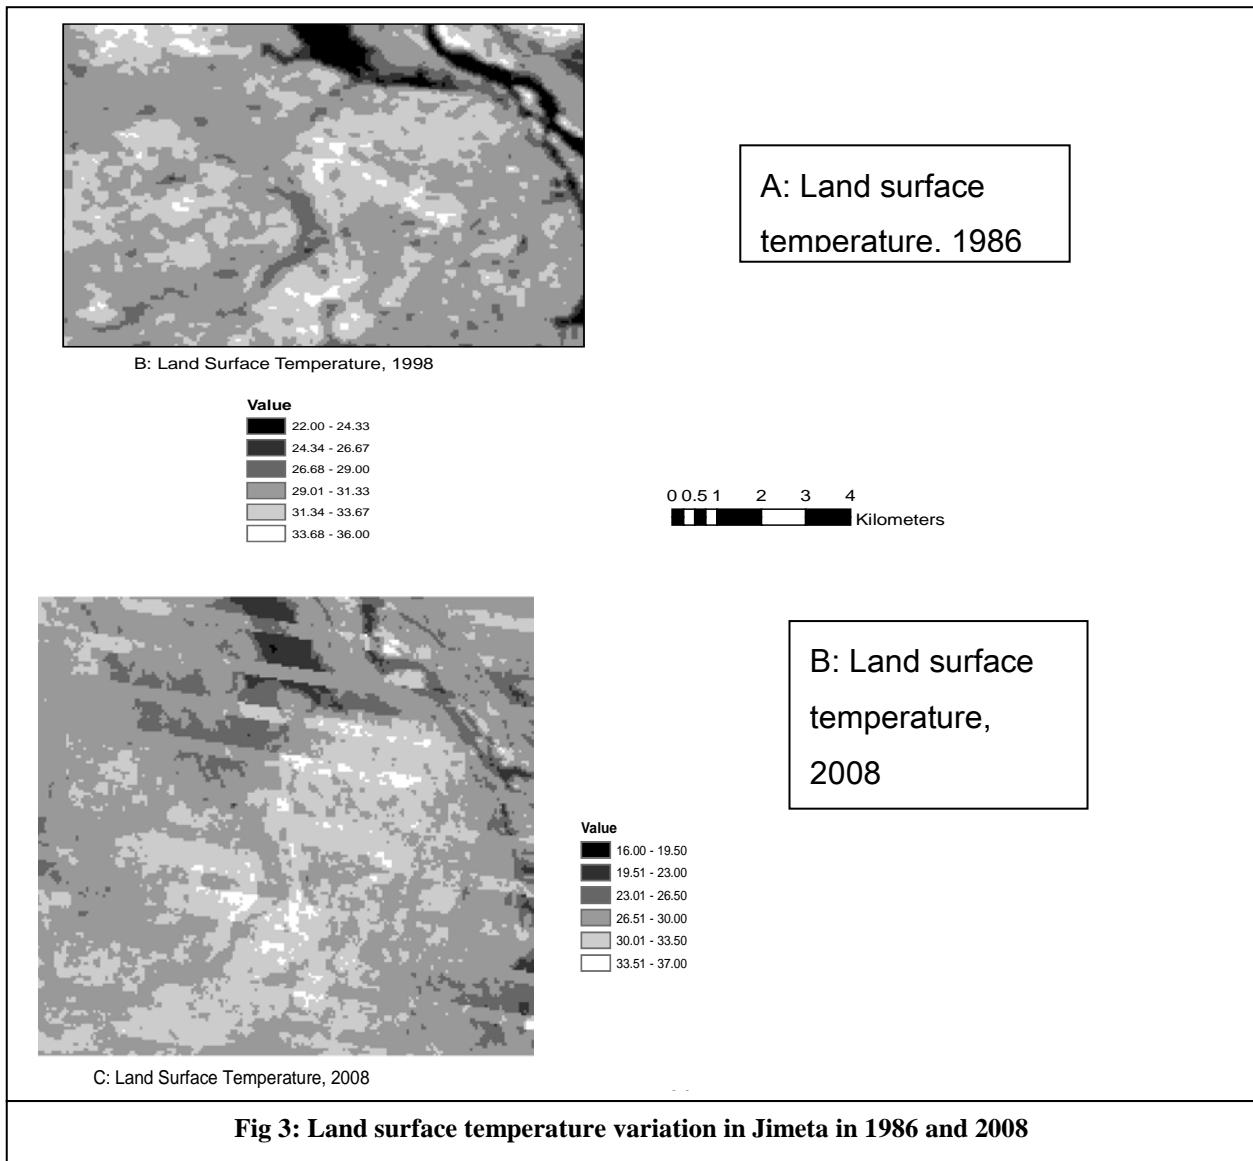 A: Land surface
temperature, 1986
B: Land Surface Temperature, 1998
Value
22.00 - 24.33
24.34 - 26.67
26.68 - 29.00
29.01 - 31.33
31.34 - 33.67
33.68 - 36.00
0 0.5 1 2 3 4
Kilometers
B: Land surface
temperature,
2008
Value
16.00 - 19.50
19.51 - 23.00
23.01 - 26.50
26.51 - 30.00
30.01 - 33.50
33.51 - 37.00
C: Land Surface Temperature, 2008
Fig 3: Land surface temperature variation in Jimeta in 1986 and 2008